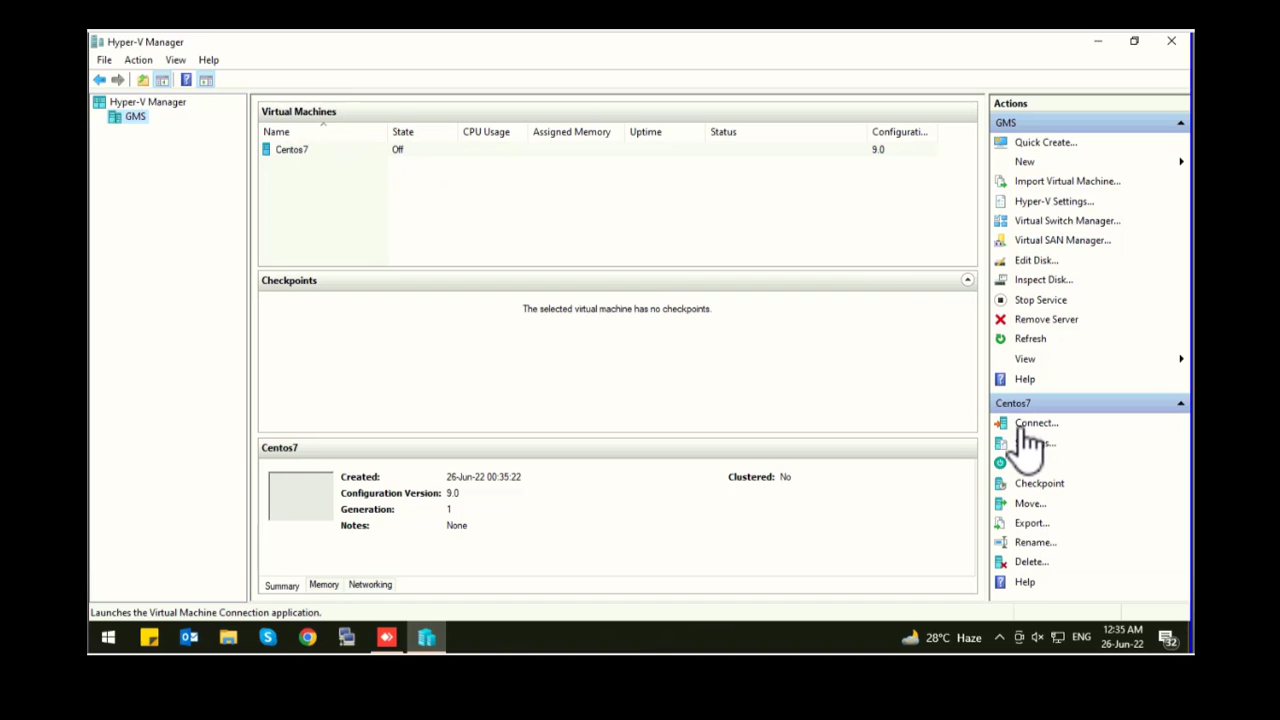 Hyper-V Manager
File Action View Help
Hyper-V Manager
GMS
Virtual Machines
Name State CPU Usage Assigned Memory Uptime Status Configurati...
Centos7 Off 9.0
Checkpoints
The selected virtual machine has no checkpoints.
Centos7
Created: 26-Jun-22 00:35:22 Clustered: No
Configuration Version: 9.0
Generation: 1
Notes: None
Summary Memory Networking
Actions
GMS
Quick Create...
New
Import Virtual Machine...
Hyper-V Settings...
Virtual Switch Manager...
Virtual SAN Manager...
Edit Disk...
Inspect Disk...
Stop Service
Remove Server
Refresh
View
Help
Centos7
Connect...
Checkpoint
Move...
Export...
Rename...
Delete...
Help
Launches the Virtual Machine Connection application.
28°C Haze ENG 12:35 AM
26-Jun-22 32